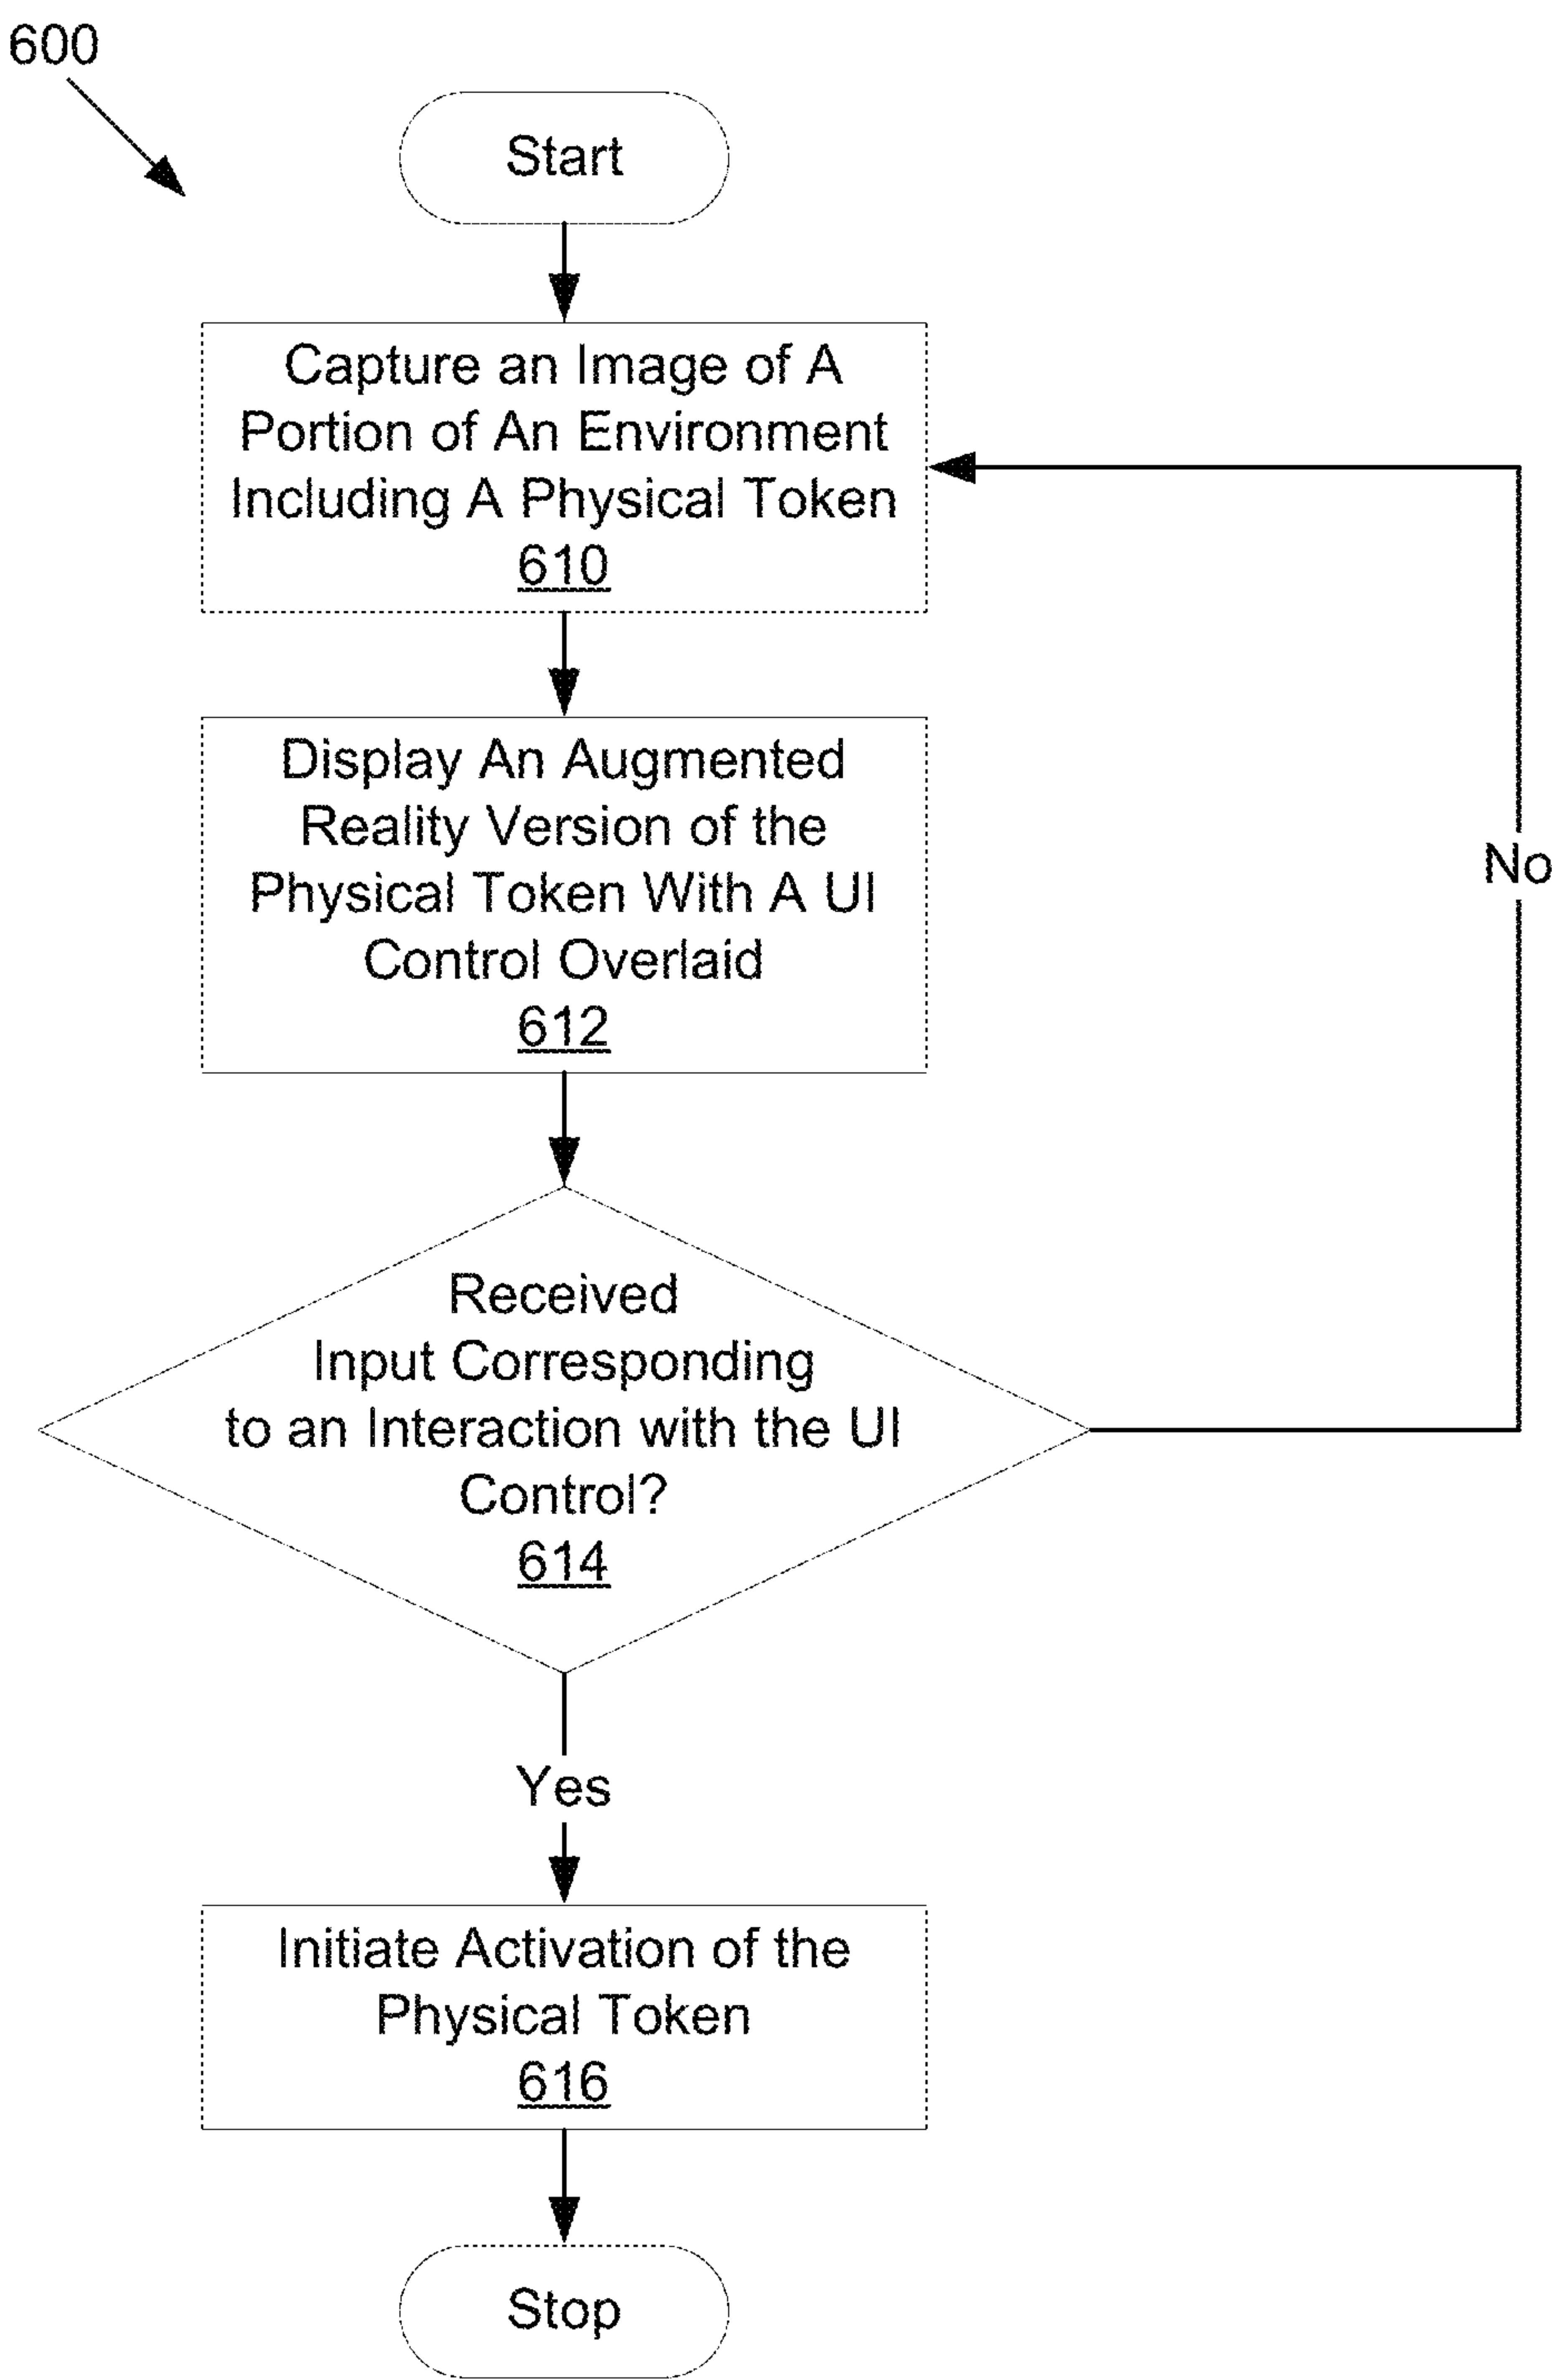 600
Start
Capture an Image of A
Portion of An Environment
Including A Physical Token
610
Display An Augmented
Reality Version of the
Physical Token With A UI
Control Overlaid
612
Received
Input Corresponding
to an Interaction with the UI
Control?
614
No
Yes
Initiate Activation of the
Physical Token
616
Stop